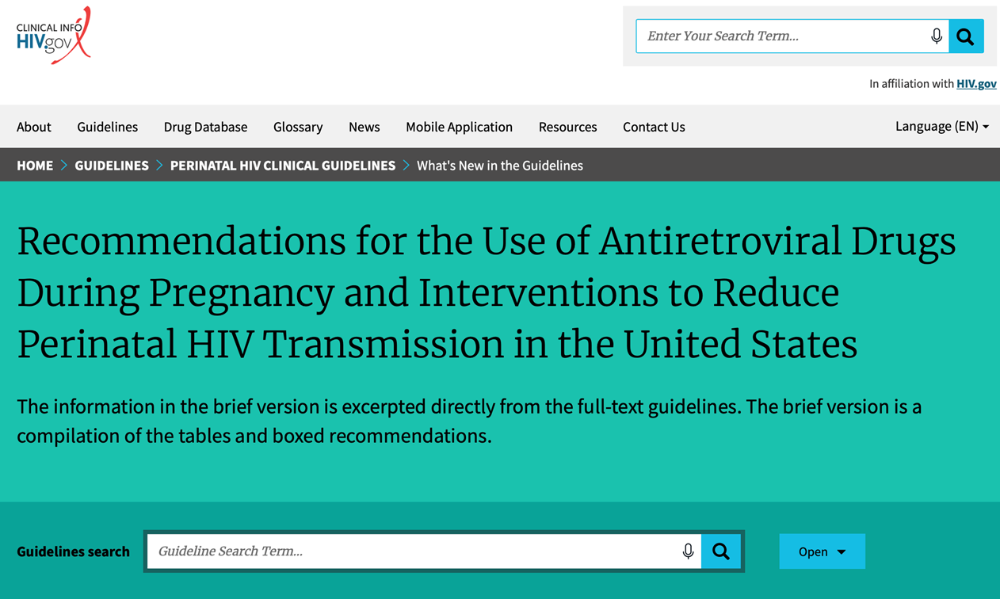 CLINICAL INFO
HIV.gov
Enter Your Search Term...
In affiliation with HIV.gov
About Guidelines Drug Database Glossary News Mobile Application Resources Contact Us Language (EN)
HOME > GUIDELINES > PERINATAL HIV CLINICAL GUIDELINES > What's New in the Guidelines
Recommendations for the Use of Antiretroviral Drugs
During Pregnancy and Interventions to Reduce
Perinatal HIV Transmission in the United States
The information in the brief version is excerpted directly from the full-text guidelines. The brief version is a
compilation of the tables and boxed recommendations.
Guidelines search Guideline Search Term... Open